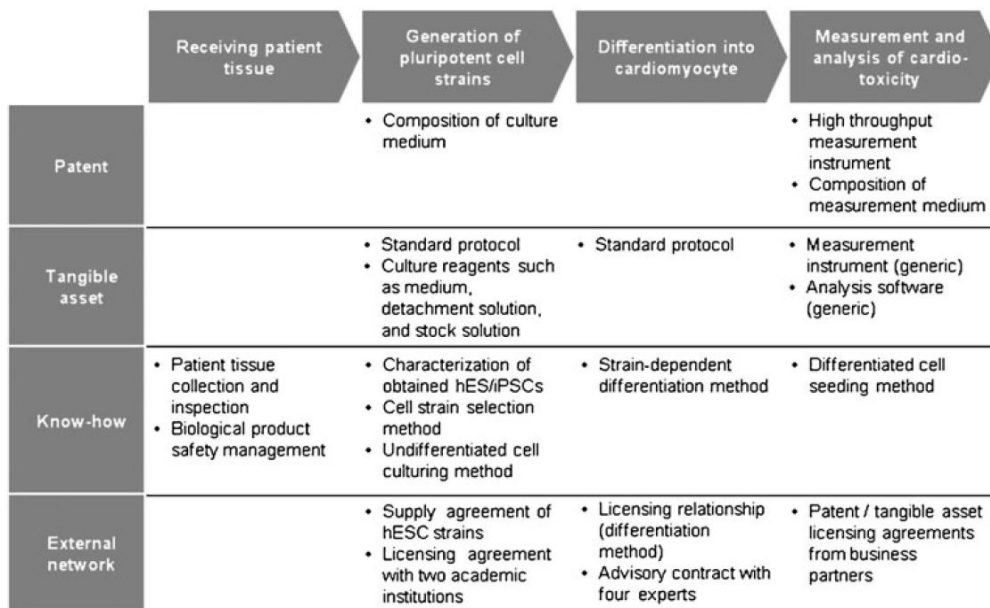 Receiving patient
tissue
Generation of
pluripotent cell
strains
Differentiation into
cardiomyocyte
Measurement and
analysis of cardio-
toxicity
Patent
• Composition of culture
medium
• High throughput
measurement
instrument
• Composition of
measurement medium
Tangible
asset
• Standard protocol
• Culture reagents such
as medium,
detachment solution,
and stock solution
• Standard protocol
• Measurement
instrument (generic)
• Analysis software
(generic)
Know-how
• Patient tissue
collection and
inspection
• Biological product
safety management
• Characterization of
obtained hES/iPSCs
• Cell strain selection
method
• Undifferentiated cell
culturing method
• Strain-dependent
differentiation method
• Differentiated cell
seeding method
External
network
• Supply agreement of
hESC strains
• Licensing agreement
with two academic
institutions
• Licensing relationship
(differentiation
method)
• Advisory contract with
four experts
• Patent / tangible asset
licensing agreements
from business
partners